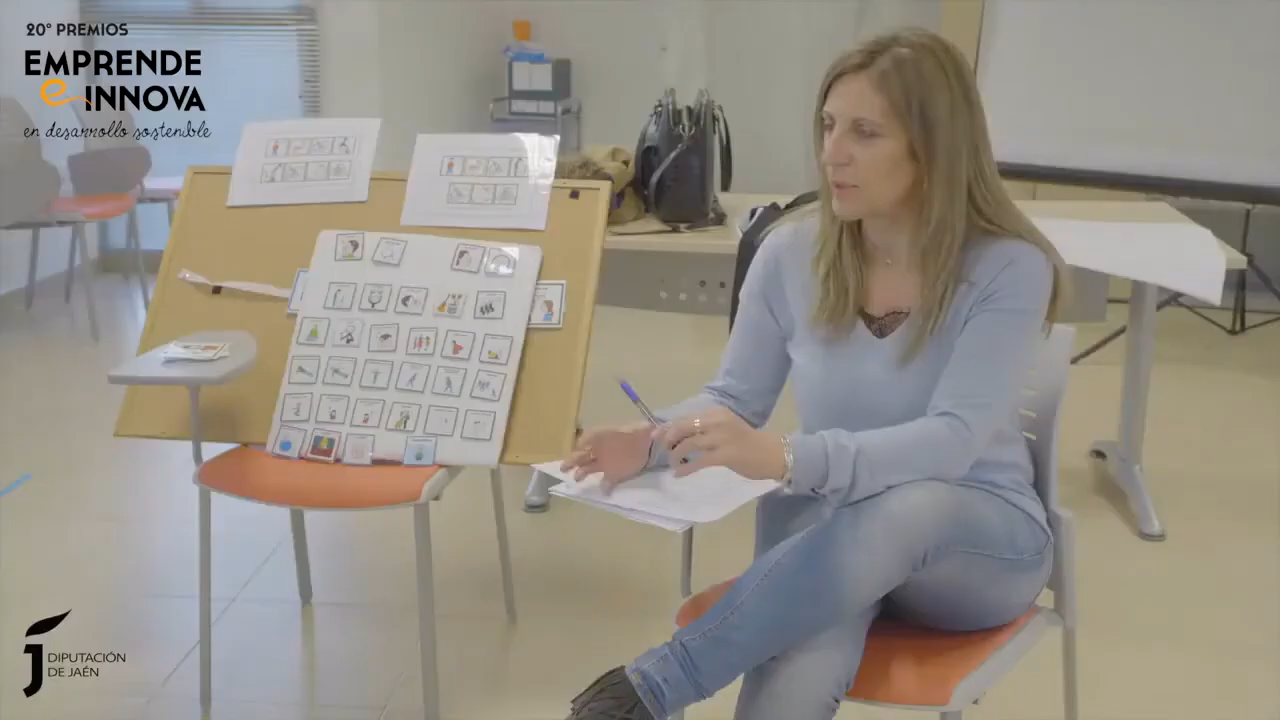 20º PREMIOS
EMPRENDE
e INNOVA
en desarrollo sostenible
DIPUTACIÓN
DE JAÉN